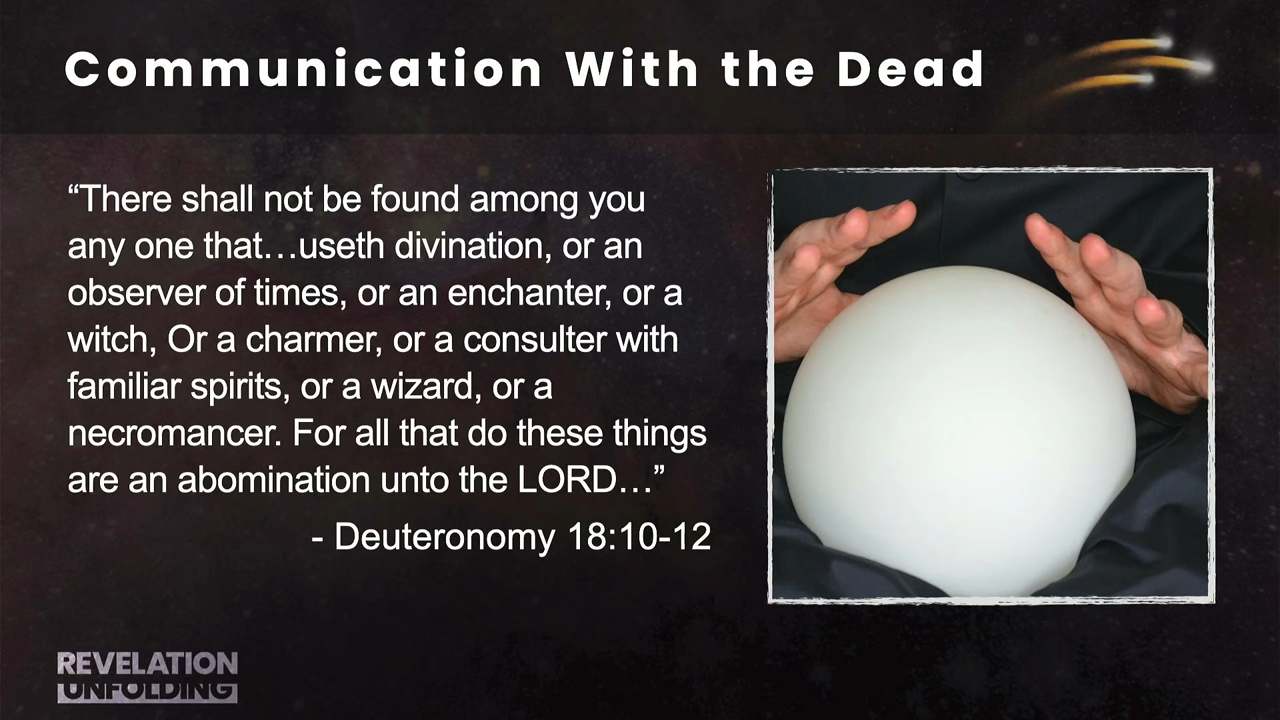 Communication With the Dead
“There shall not be found among you
any one that…useth divination, or an
observer of times, or an enchanter, or a
witch, Or a charmer, or a consulter with
familiar spirits, or a wizard, or a
necromancer. For all that do these things
are an abomination unto the LORD…”
- Deuteronomy 18:10-12
REVELATION
UNFOLDING